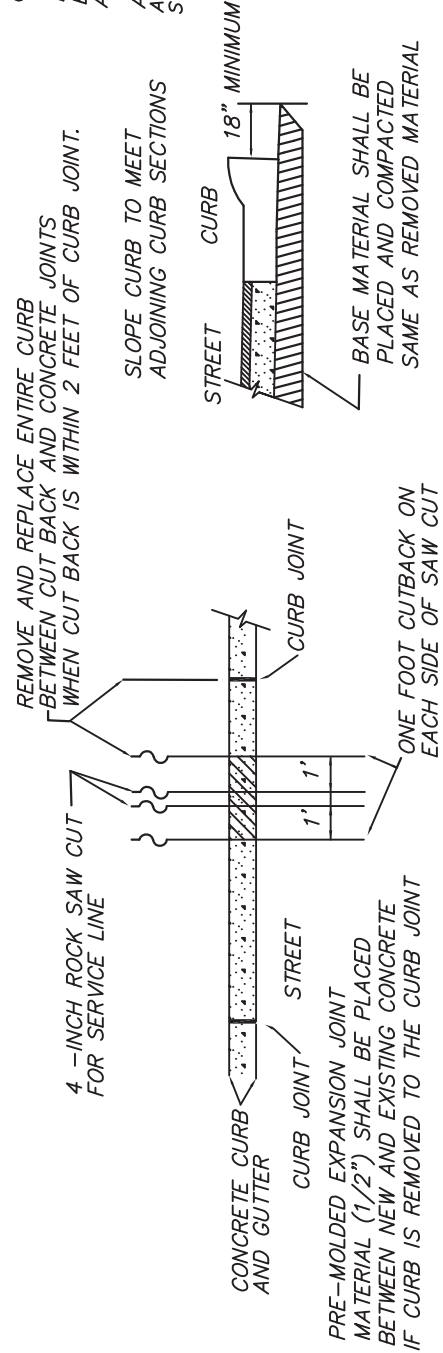 REMOVE AND REPLACE ENTIRE CURB
BETWEEN CUT BACK AND CONCRETE JOINTS
WHEN CUT BACK IS WITHIN 2 FEET OF CURB JOINT.
4 -INCH ROCK SAW CUT
FOR SERVICE LINE
CONCRETE CURB
AND GUTTER
CURB JOINT
STREET
1'
1'
CURB JOINT
PRE-MOLDED EXPANSION JOINT
MATERIAL (1/2") SHALL BE PLACED
BETWEEN NEW AND EXISTING CONCRETE
IF CURB IS REMOVED TO THE CURB JOINT
ONE FOOT CUTBACK ON
EACH SIDE OF SAW CUT
SLOPE CURB TO MEET
ADJOINING CURB SECTIONS
STREET
CURB
18" MINIMUM
BASE MATERIAL SHALL BE
PLACED AND COMPACTED
SAME AS REMOVED MATERIAL